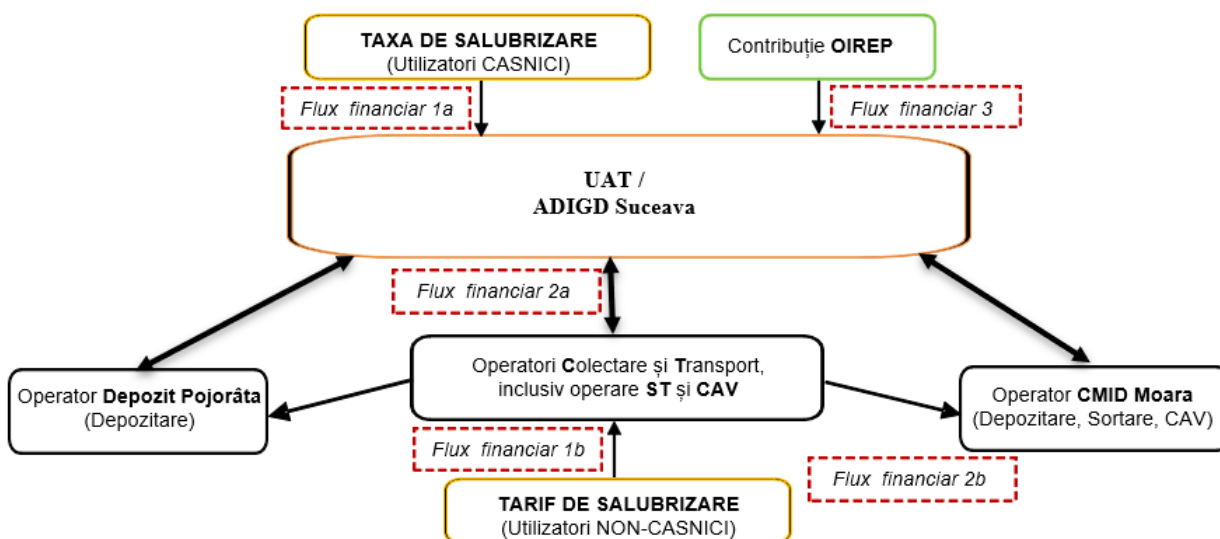 TAXA DE SALUBRIZARE
(Utilizatori CASNICI)
Contribuție OIREP
Flux financiar 1a
Flux financiar 3
UAT /
ADIGD Suceava
Flux financiar 2a
Operatori Colectare și Transport,
inclusiv operare ST și CAV
Operator Depozit Pojorâta
(Depozitare)
Operator CMID Moara
(Depozitare, Sortare, CAV)
Flux financiar 1b
Flux financiar 2b
TARIF DE SALUBRIZARE
(Utilizatori NON-CASNICI)